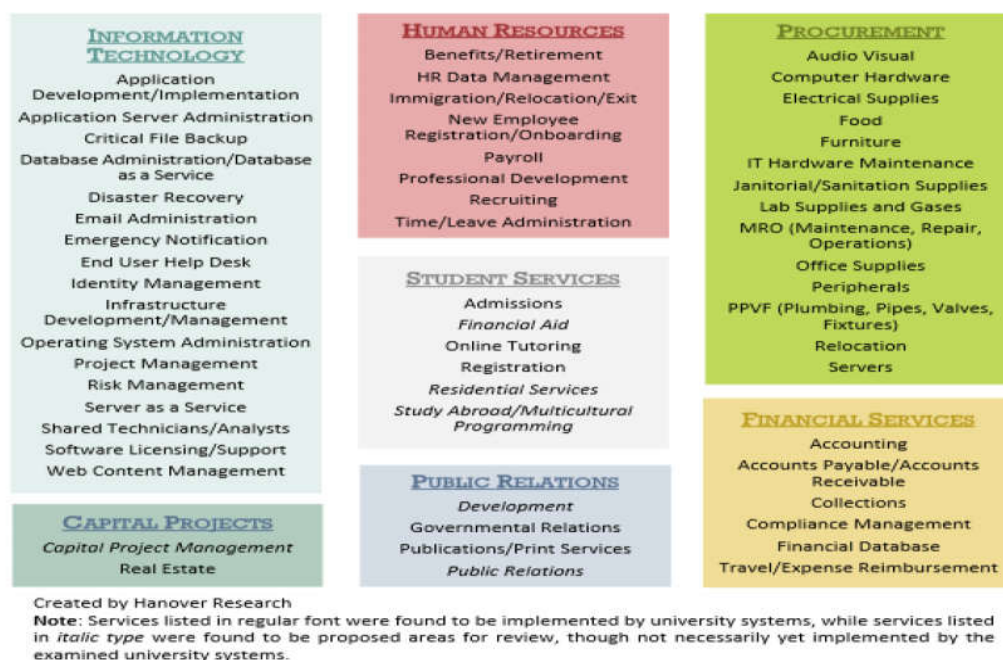 INFORMATION
TECHNOLOGY
Application
Development/Implementation
Application Server Administration
Critical File Backup
Database Administration/Database
as a Service
Disaster Recovery
Email Administration
Emergency Notification
End User Help Desk
Identity Management
Infrastructure
Development/Management
Operating System Administration
Project Management
Risk Management
Server as a Service
Shared Technicians/Analysts
Software Licensing/Support
Web Content Management
CAPITAL PROJECTS
Capital Project Management
Real Estate
HUMAN RESOURCES
Benefits/Retirement
HR Data Management
Immigration/Relocation/Exit
New Employee
Registration/Onboarding
Payroll
Professional Development
Recruiting
Time/Leave Administration
STUDENT SERVICES
Admissions
Financial Aid
Online Tutoring
Registration
Residential Services
Study Abroad/Multicultural
Programming
PUBLIC RELATIONS
Development
Governmental Relations
Publications/Print Services
Public Relations
PROCUREMENT
Audio Visual
Computer Hardware
Electrical Supplies
Food
Furniture
IT Hardware Maintenance
Janitorial/Sanitation Supplies
Lab Supplies and Gases
MRO (Maintenance, Repair,
Operations)
Office Supplies
Peripherals
PPVF (Plumbing, Pipes, Valves,
Fixtures)
Relocation
Servers
FINANCIAL SERVICES
Accounting
Accounts Payable/Accounts
Receivable
Collections
Compliance Management
Financial Database
Travel/Expense Reimbursement
Created by Hanover Research
Note: Services listed in regular font were found to be implemented by university systems, while services listed
in italic type were found to be proposed areas for review, though not necessarily yet implemented by the
examined university systems.